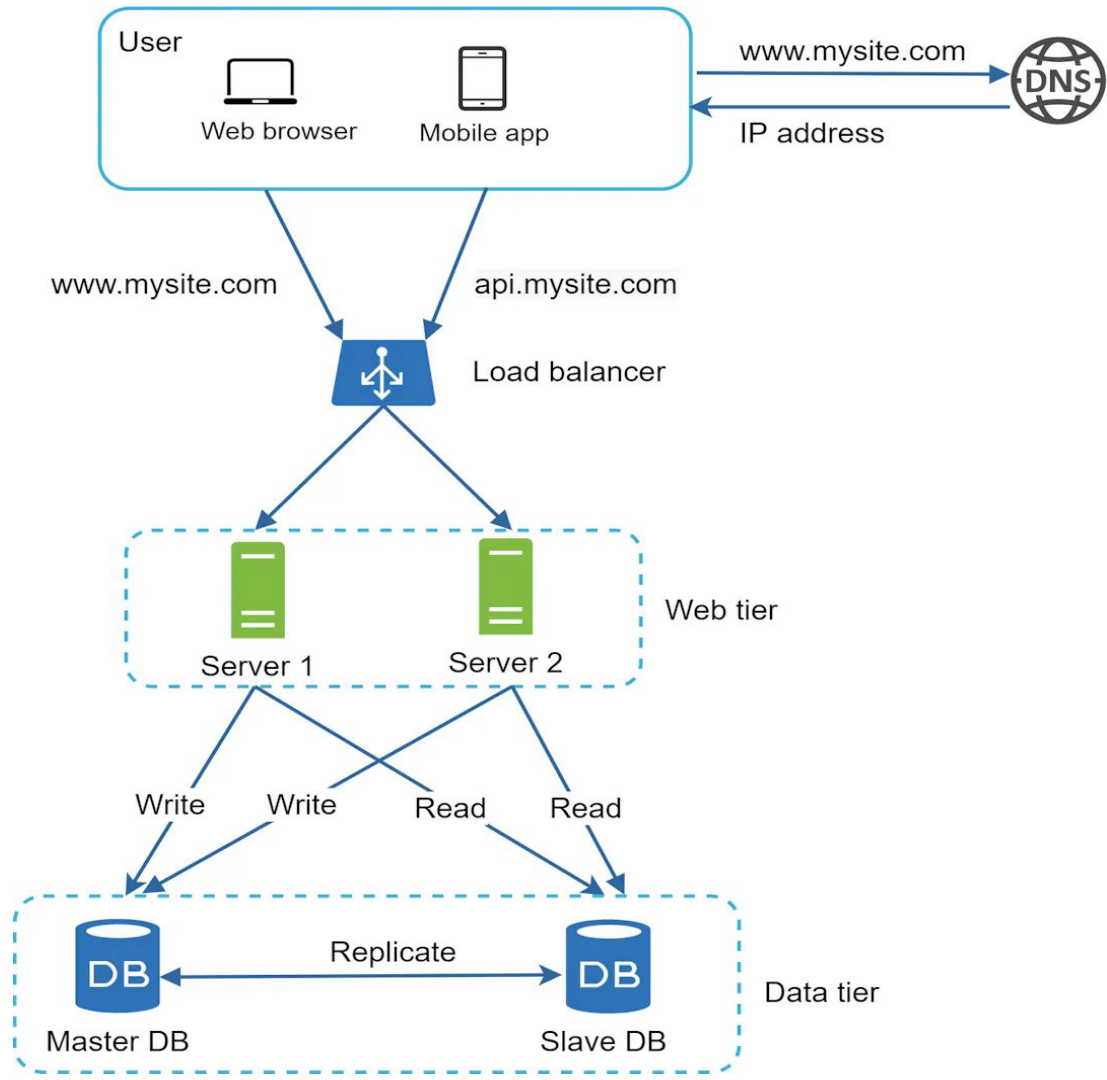 User
www.mysite.com
DNS
Web browser
Mobile app
IP address
www.mysite.com
api.mysite.com
Load balancer
Web tier
Server 1
Server 2
Write
Write
Read
Read
DB
Replicate
DB
Data tier
Master DB
Slave DB